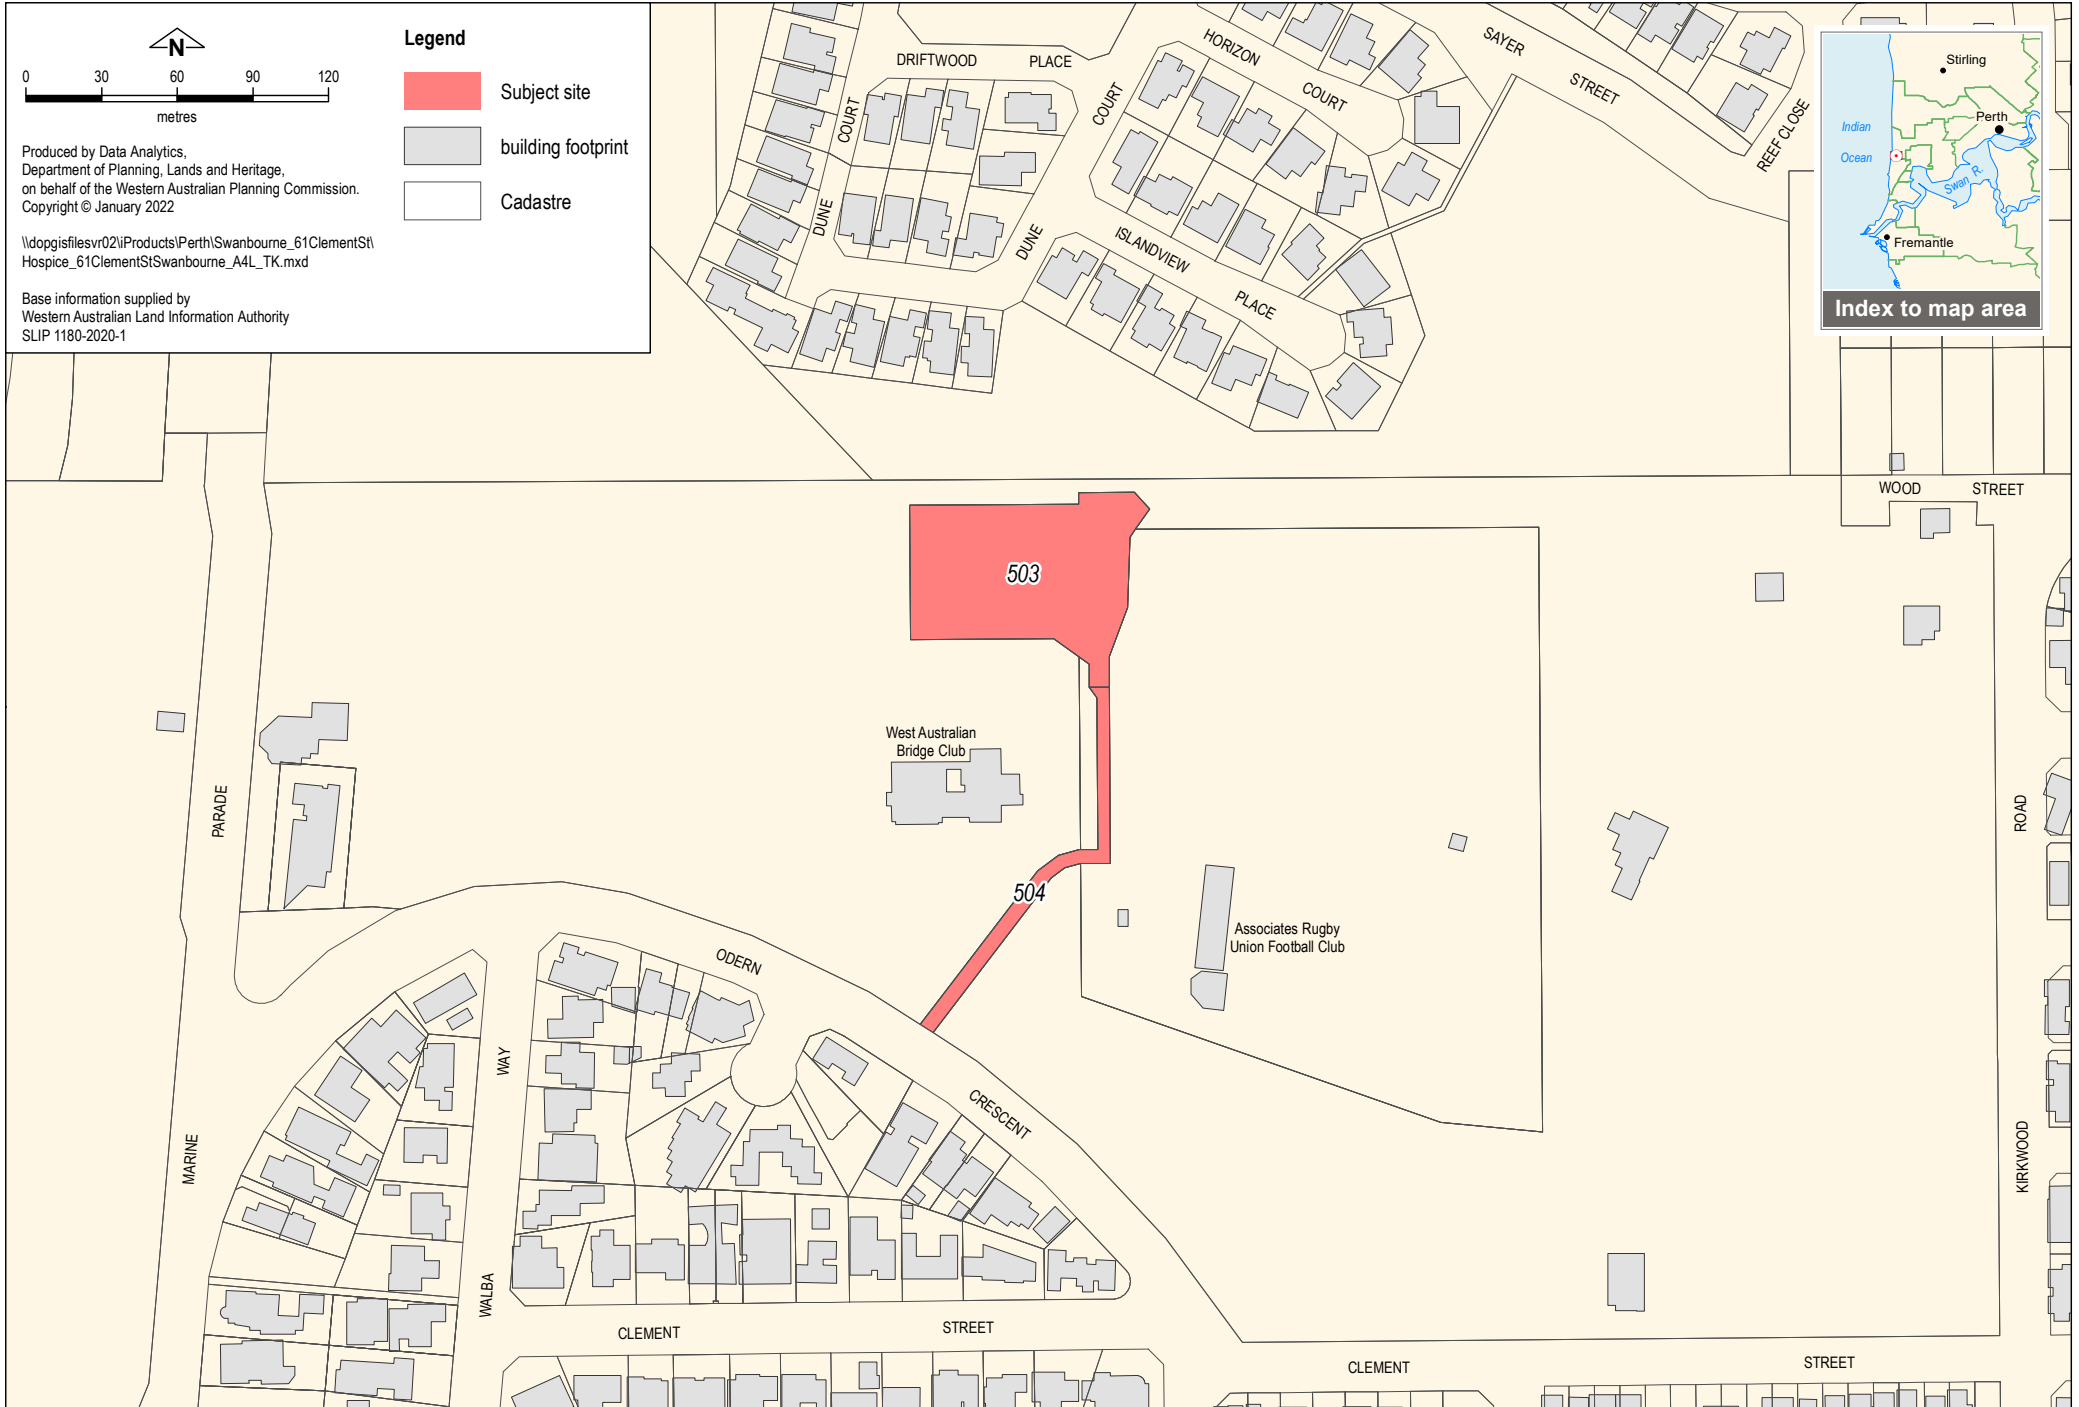 N
0 30 60 90 120
metres
Produced by Data Analytics,
Department of Planning, Lands and Heritage,
on behalf of the Western Australian Planning Commission.
Copyright © January 2022
\\dopgisfilesvr02\iProducts\Perth\Swanbourne_61ClementSt\
Hospice_61ClementStSwanbourne_A4L_TK.mxd
Base information supplied by
Western Australian Land Information Authority
SLIP 1180-2020-1
Legend
Subject site
building footprint
Cadastre
DRIFTWOOD PLACE
DUNE COURT
DUNE COURT
HORIZON COURT
SAYER STREET
REEF CLOSE
ISLANDVIEW PLACE
Stirling
Perth
Indian
Ocean
Swan R.
Fremantle
Index to map area
WOOD STREET
503
West Australian
Bridge Club
504
Associates Rugby
Union Football Club
MARINE PARADE
WALBA WAY
ODERN CRESCENT
KIRKWOOD ROAD
CLEMENT STREET
CLEMENT STREET